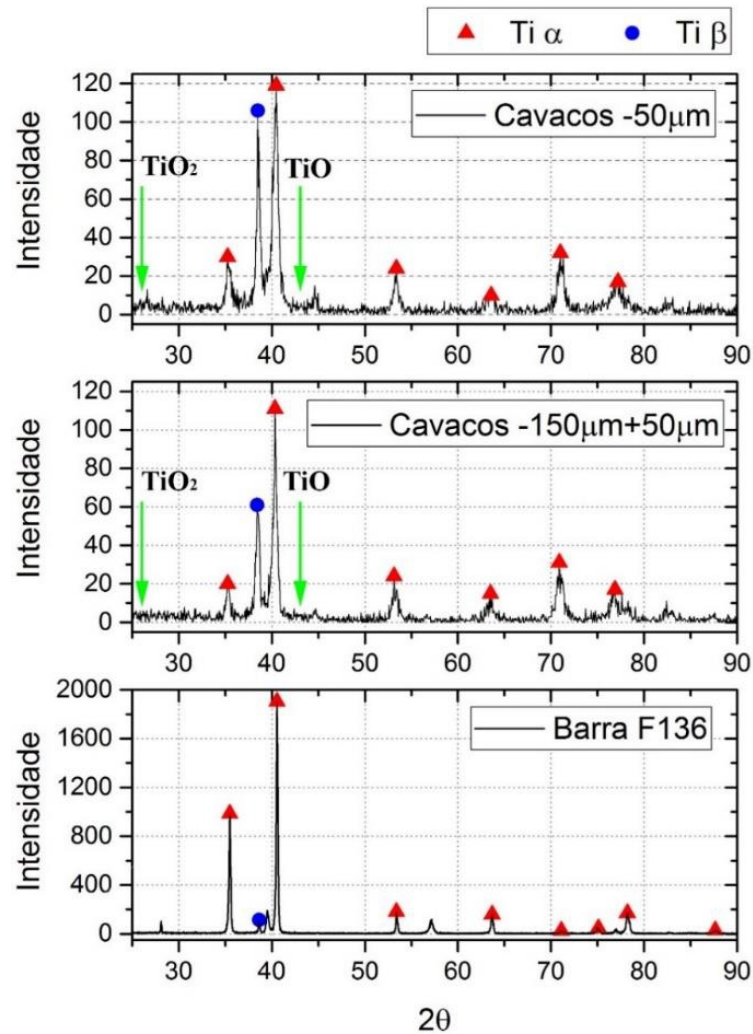 Ti α Ti β
Intensidade
120
100
80
60
40
20
0
Cavacos -50μm
TiO₂
TiO
30 40 50 60 70 80 90
Intensidade
120
100
80
60
40
20
0
Cavacos -150μm+50μm
TiO₂
TiO
30 40 50 60 70 80 90
Intensidade
2000
1600
1200
800
400
0
Barra F136
30 40 50 60 70 80 90
2θ